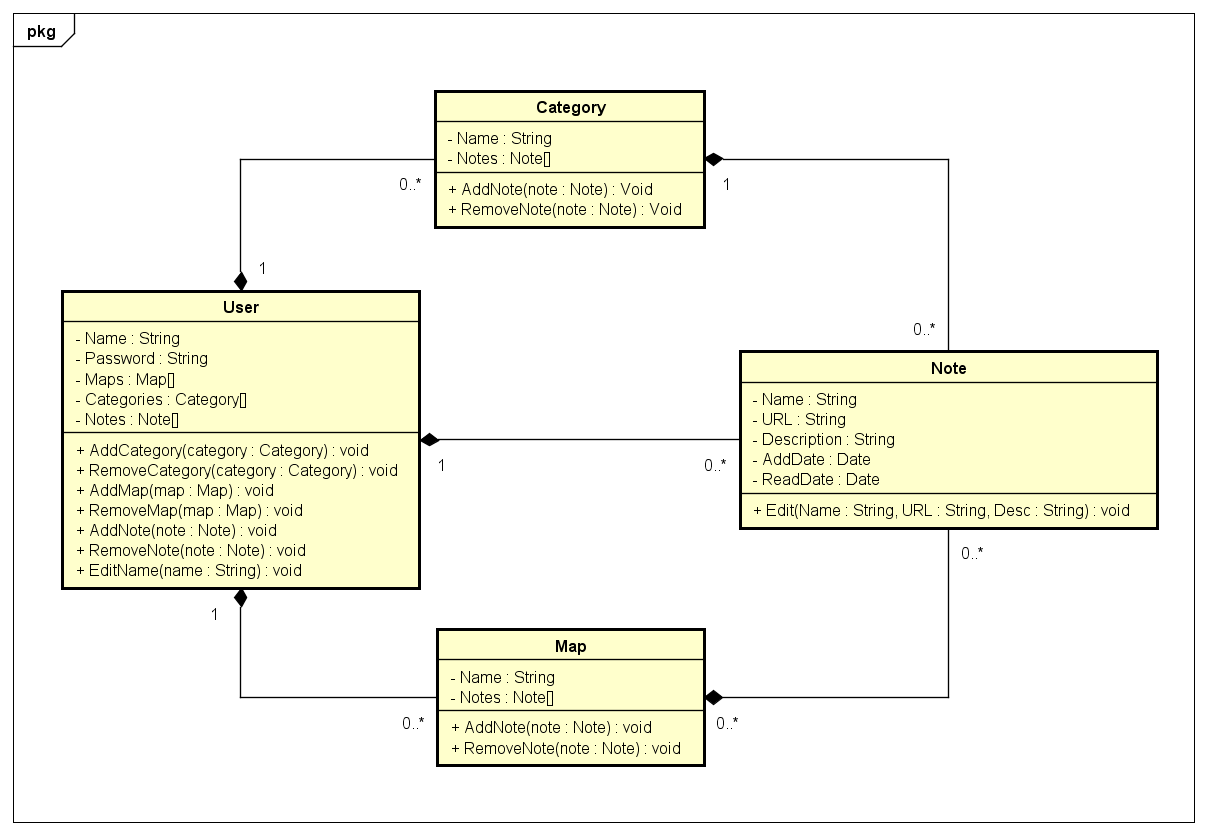 pkg
Category
- Name : String
- Notes : Note[]
+ AddNote(note : Note) : Void
+ RemoveNote(note : Note) : Void
0..*
1
1
User
- Name : String
- Password : String
- Maps : Map[]
- Categories : Category[]
- Notes : Note[]
+ AddCategory(category : Category) : void
+ RemoveCategory(category : Category) : void
+ AddMap(map : Map) : void
+ RemoveMap(map : Map) : void
+ AddNote(note : Note) : void
+ RemoveNote(note : Note) : void
+ EditName(name : String) : void
0..*
Note
- Name : String
- URL : String
- Description : String
- AddDate : Date
- ReadDate : Date
+ Edit(Name : String, URL : String, Desc : String) : void
1
0..*
0..*
1
Map
- Name : String
- Notes : Note[]
+ AddNote(note : Note) : void
+ RemoveNote(note : Note) : void
0..*
0..*